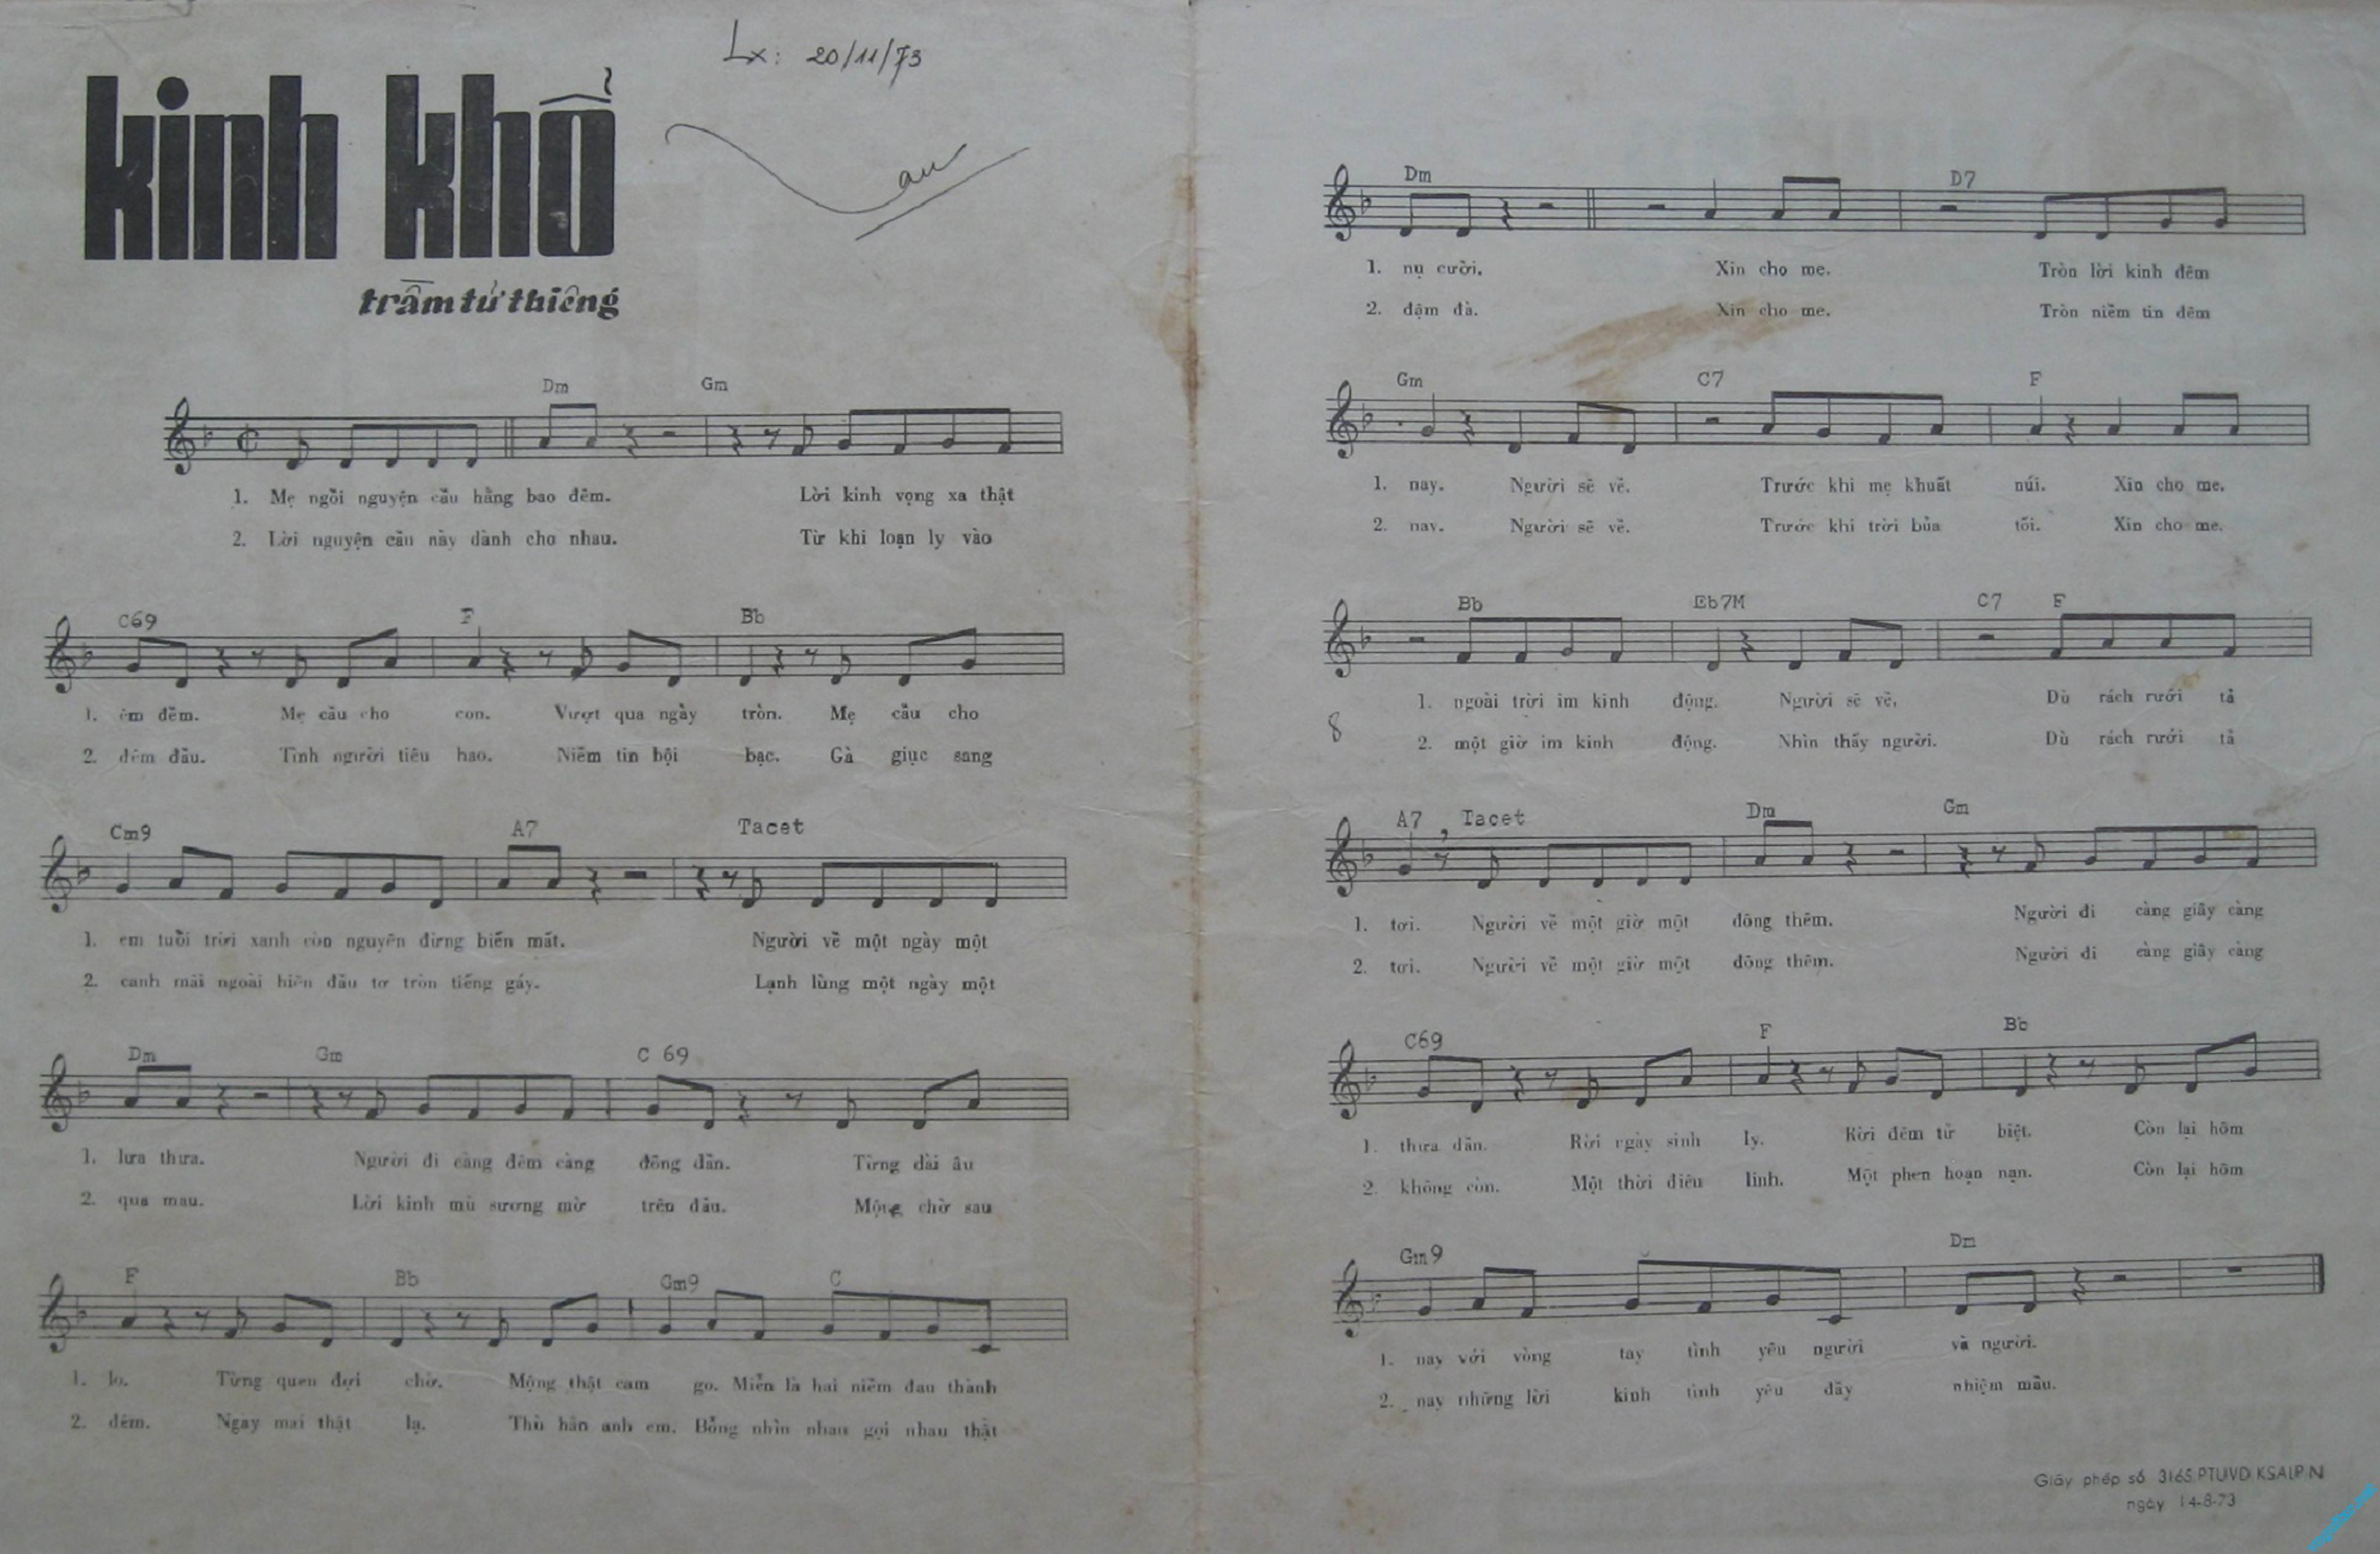 Lx: 20/11/73
kinh khổ
trầm tử thiêng
Dm Gm
1. Mẹ ngồi nguyện cầu hằng bao đêm. Lời kinh vọng xa thật
2. Lời nguyện cầu này dành cho nhau. Từ khi loạn ly vào
C69 F Bb
1. êm đềm. Mẹ cầu cho con. Vượt qua ngày tròn. Mẹ cầu cho
2. đêm đầu. Tình người tiêu hao. Niềm tin bội bạc. Gà giục sang
Cm9 A7 Tacet
1. em tuổi trời xanh còn nguyên đừng biến mất. Người về một ngày một
2. canh mãi ngoài hiên đầu tơ tròn tiếng gáy. Lạnh lùng một ngày một
Dm Gm C 69
1. lưa thưa. Người đi càng đêm càng đông dần. Từng dài âu
2. qua mau. Lời kinh mù sương mờ trên đầu. Mộng chờ sau
F Bb Gm9 C
1. lo. Từng quen đợi chờ. Mộng thật cam go. Miễn là hai niềm đau thành
2. đêm. Ngày mai thật lạ. Thù hằn anh em. Bỗng nhìn nhau gọi nhau thật
Dm D7
1. nụ cười. Xin cho me. Tròn lời kinh đêm
2. đậm đà. Xin cho me. Tròn niềm tin đêm
Gm C7 F
1. nay. Người sẽ về. Trước khi mẹ khuất núi. Xin cho me.
2. nay. Người sẽ về. Trước khi trời bủa tối. Xin cho me.
Bb Eb7M C7 F
1. ngoài trời im kinh động. Người sẽ về. Dù rách rưới tả
8
2. một giờ im kinh động. Nhìn thấy người. Dù rách rưới tả
A7 Tacet Dm Gm
1. tơi. Người về một giờ một đông thêm. Người đi càng giây càng
2. tơi. Người về một giờ một đông thêm. Người đi càng giây càng
C69 F Bb
1. thưa dần. Rời ngày sinh ly. Rời đêm tử biệt. Còn lại hôm
2. không còn. Một thời điêu linh. Một phen hoạn nạn. Còn lại hôm
Gm9 Dm
1. nay với vòng tay tình yêu người và người.
2. nay những lời kinh tình yêu đầy nhiệm mầu.
Giấy phép số 3165 PTUVD KSALP N
ngày 14-8-73